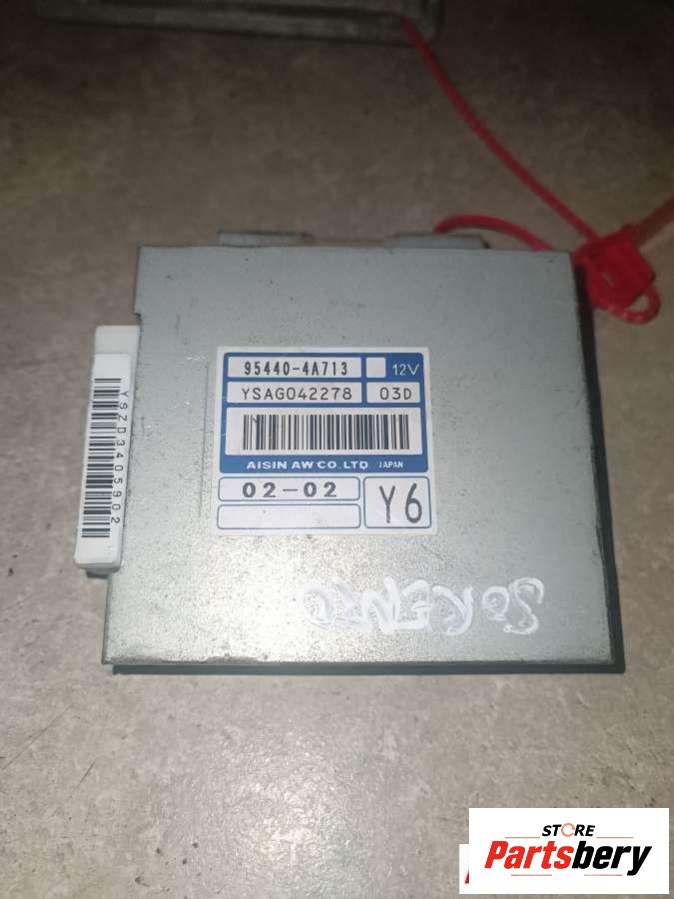 95440-4A713 12V
YSAG042278 03D
AISIN AW CO.,LTD JAPAN
02-02
Y6
YSZD3405902
SORENTO
STORE
Partsbery